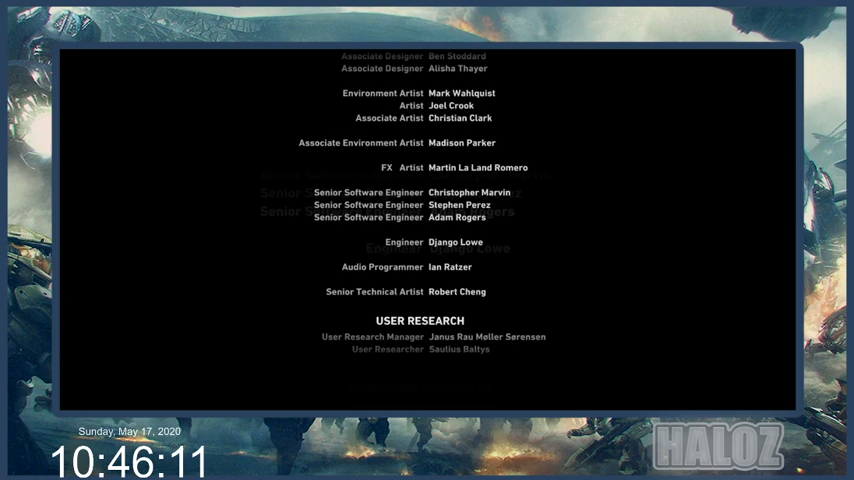 Associate Designer Ben Stoddard
Associate Designer Alisha Thayer
Environment Artist Mark Wahlquist
Artist Joel Crook
Associate Artist Christian Clark
Associate Environment Artist Madison Parker
FX Artist Martin La Land Romero
Senior Software Engineer Christopher Marvin
Senior Software Engineer Stephen Perez
Senior Software Engineer Adam Rogers
Engineer Django Lowe
Audio Programmer Ian Ratzer
Senior Technical Artist Robert Cheng
USER RESEARCH
User Research Manager Janus Rau Møller Sørensen
User Researcher Saulius Baltys
Sunday, May 17, 2020
10:46:11
HALOZ